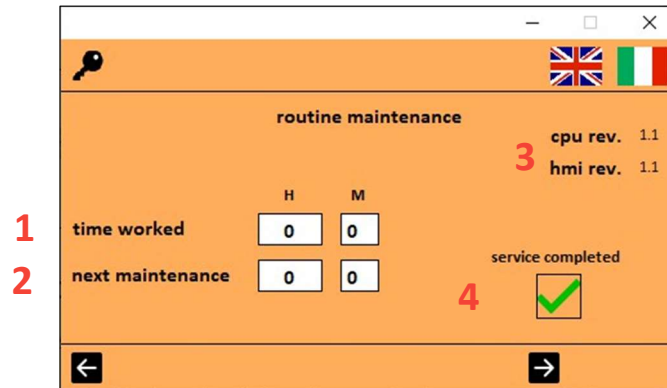 routine maintenance
cpu rev. 1.1
3
hmi rev. 1.1
H M
1 time worked 0 0
service completed
2 next maintenance 0 0
4